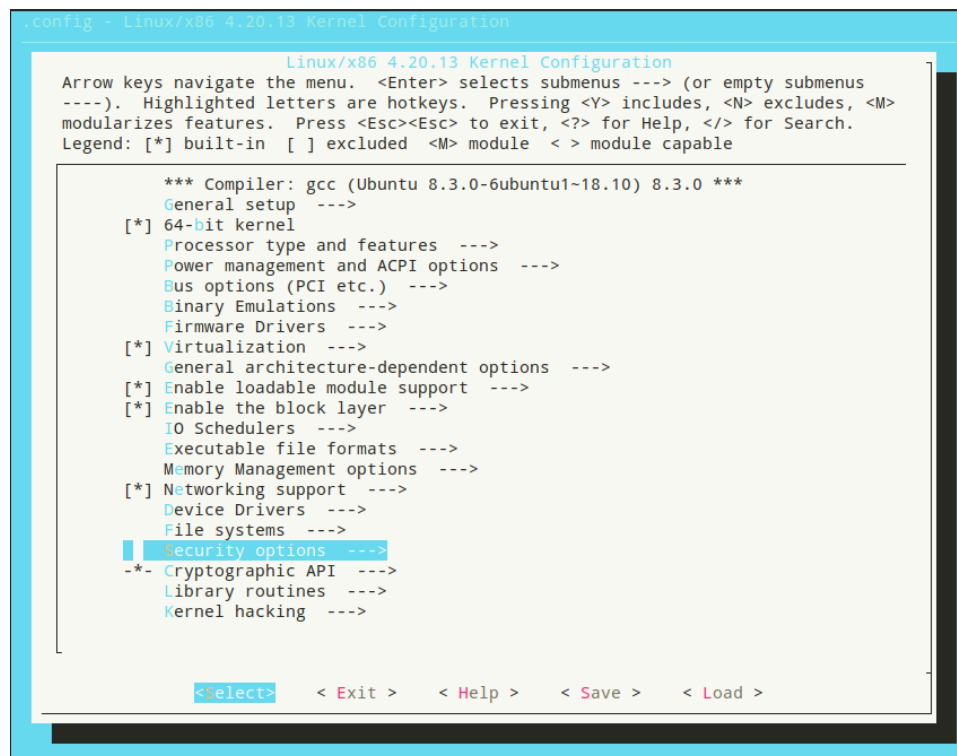 .config - Linux/x86 4.20.13 Kernel Configuration
Linux/x86 4.20.13 Kernel Configuration
Arrow keys navigate the menu.  <Enter> selects submenus ---> (or empty submenus
----).  Highlighted letters are hotkeys.  Pressing <Y> includes, <N> excludes, <M>
modularizes features.  Press <Esc><Esc> to exit, <?> for Help, </> for Search.
Legend: [*] built-in  [ ] excluded  <M> module  < > module capable
*** Compiler: gcc (Ubuntu 8.3.0-6ubuntu1~18.10) 8.3.0 ***
General setup  --->
[*] 64-bit kernel
Processor type and features  --->
Power management and ACPI options  --->
Bus options (PCI etc.)  --->
Binary Emulations  --->
Firmware Drivers  --->
[*] Virtualization  --->
General architecture-dependent options  --->
[*] Enable loadable module support  --->
[*] Enable the block layer  --->
IO Schedulers  --->
Executable file formats  --->
Memory Management options  --->
[*] Networking support  --->
Device Drivers  --->
File systems  --->
Security options  --->
-*- Cryptographic API  --->
Library routines  --->
Kernel hacking  --->
<Select>    < Exit >    < Help >    < Save >    < Load >